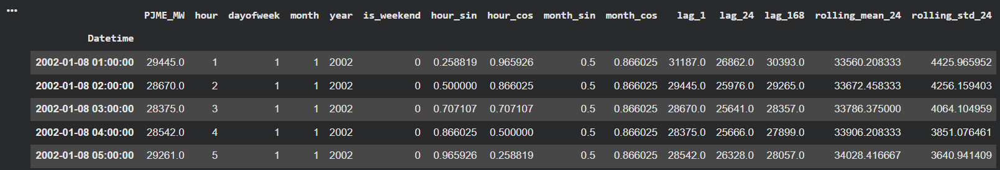 PJME_MW hour dayofweek month year is_weekend hour_sin hour_cos month_sin month_cos lag_1 lag_24 lag_168 rolling_mean_24 rolling_std_24
Datetime
2002-01-08 01:00:00 29445.0 1 1 1 2002 0 0.258819 0.965926 0.5 0.866025 31187.0 26862.0 30393.0 33560.208333 4425.965952
2002-01-08 02:00:00 28670.0 2 1 1 2002 0 0.500000 0.866025 0.5 0.866025 29445.0 25976.0 29265.0 33672.458333 4256.159403
2002-01-08 03:00:00 28375.0 3 1 1 2002 0 0.707107 0.707107 0.5 0.866025 28670.0 25641.0 28357.0 33786.375000 4064.104959
2002-01-08 04:00:00 28542.0 4 1 1 2002 0 0.866025 0.500000 0.5 0.866025 28375.0 25666.0 27899.0 33906.208333 3851.076461
2002-01-08 05:00:00 29261.0 5 1 1 2002 0 0.965926 0.258819 0.5 0.866025 28542.0 26328.0 28057.0 34028.416667 3640.941409